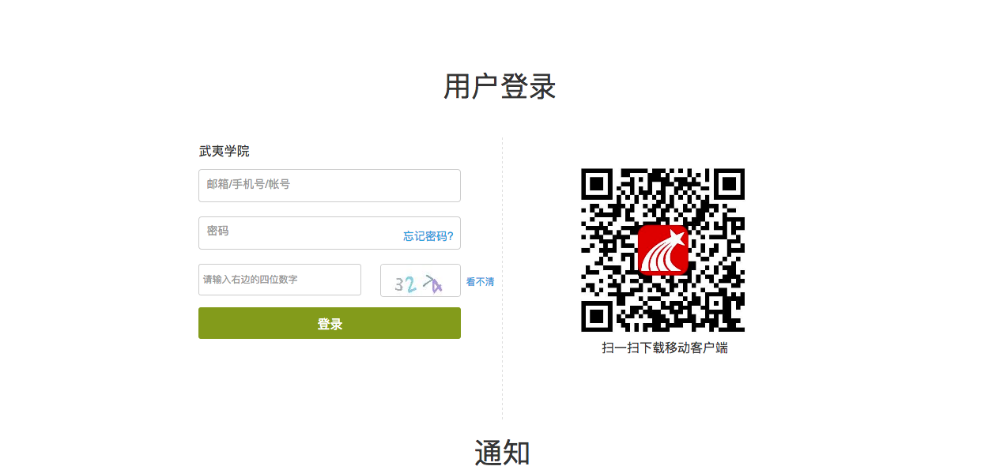 用户登录
武夷学院
邮箱/手机号/帐号
密码
忘记密码?
请输入右边的四位数字
看不清
登录
扫一扫下载移动客户端
通知